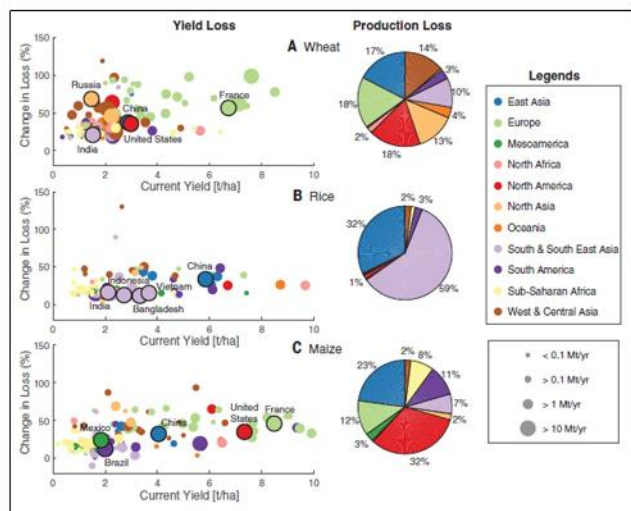 Yield Loss
Production Loss
A Wheat
Change in Loss (%)
150
100
50
0
0 2 4 6 8 10
Current Yield [t/ha]
Russia
China
France
United States
India
17%
14%
3%
10%
4%
13%
18%
2%
18%
B Rice
Change in Loss (%)
150
100
50
0
0 2 4 6 8 10
Current Yield [t/ha]
China
Indonesia
Vietnam
India
Bangladesh
32%
2%
3%
59%
1%
C Maize
Change in Loss (%)
150
100
50
0
0 2 4 6 8 10
Current Yield [t/ha]
Mexico
China
United
States
France
Brazil
23%
2%
8%
11%
7%
2%
32%
3%
12%
Legends
East Asia
Europe
Mesoamerica
North Africa
North America
North Asia
Oceania
South & South East Asia
South America
Sub-Saharan Africa
West & Central Asia
< 0.1 Mt/yr
> 0.1 Mt/yr
> 1 Mt/yr
> 10 Mt/yr